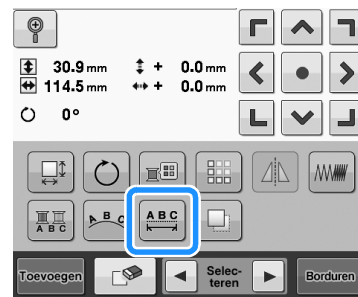 30.9 mm + 0.0 mm
114.5 mm + 0.0 mm
0°
A B C
A B C
A B C
Toevoegen
Selec-
teren
Borduren